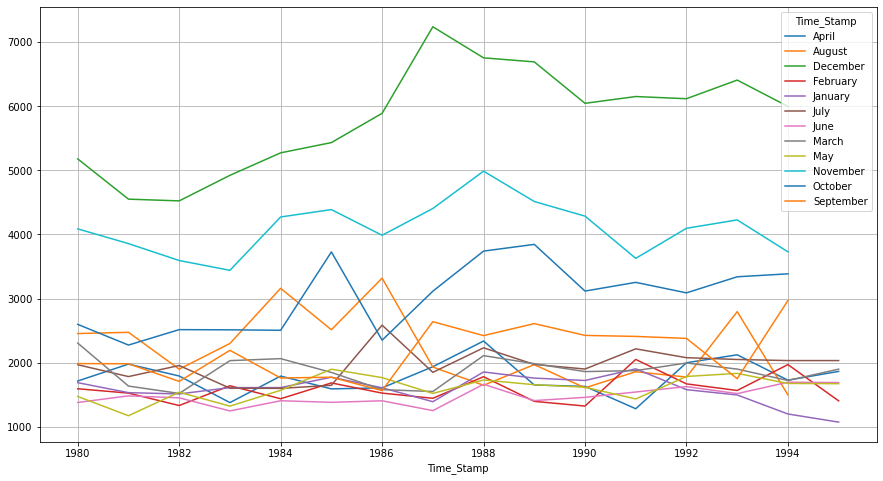 Time_Stamp
April
August
December
February
January
July
June
March
May
November
October
September
7000
6000
5000
4000
3000
2000
1000
1980 1982 1984 1986 1988 1990 1992 1994
Time_Stamp